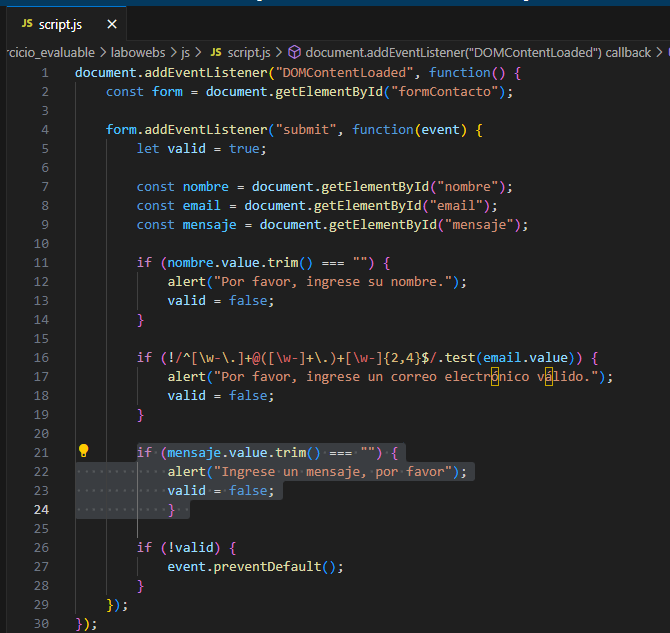 JS script.js ×
rcicio_evaluable > labowebs > js > JS script.js > document.addEventListener("DOMContentLoaded") callback >
1 document.addEventListener("DOMContentLoaded", function() {
2 const form = document.getElementById("formContacto");
3
4 form.addEventListener("submit", function(event) {
5 let valid = true;
6
7 const nombre = document.getElementById("nombre");
8 const email = document.getElementById("email");
9 const mensaje = document.getElementById("mensaje");
10
11 if (nombre.value.trim() === "") {
12 alert("Por favor, ingrese su nombre.");
13 valid = false;
14 }
15
16 if (!/^[\w-\.]+@([\w-]+\.)+[\w-]{2,4}$/.test(email.value)) {
17 alert("Por favor, ingrese un correo electrónico válido.");
18 valid = false;
19 }
20
21 if (mensaje.value.trim() === "") {
22 alert("Ingrese un mensaje, por favor");
23 valid = false;
24 }
25
26 if (!valid) {
27 event.preventDefault();
28 }
29 });
30 });